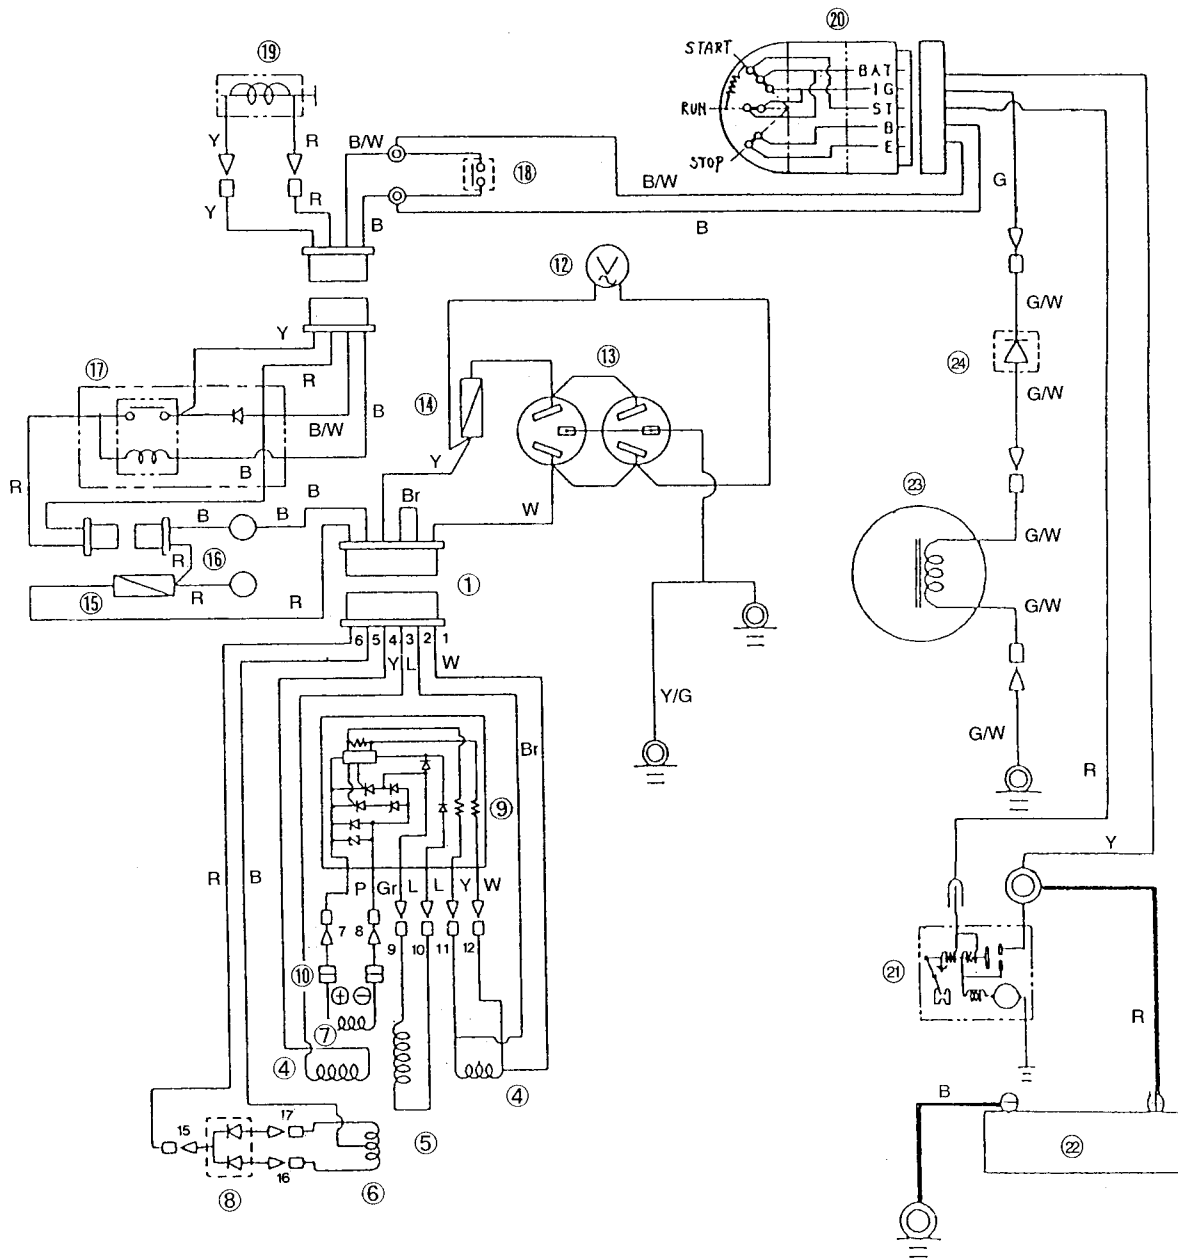 ⑲
⑳
START
BAT
IG
RUN
ST
B
E
STOP
Y
R
B/W
⑱
B/W
Y
R
B
B
G
⑫
G/W
Y
⑬
㉔
⑰
R
⑭
G/W
B
B/W
Y
B
R
Br
B
B
W
㉓
⑯
R
G/W
①
⑮
R
R
G/W
6
5
4
3
2
1
Y
L
W
B
Y/G
Br
G/W
R
⑨
R
B
P
Gr
L
L
Y
W
Y
7
8
9
10
11
12
⑩
+
−
㉑
⑦
R
④
④
B
17
15
⑤
㉒
16
⑧
⑥